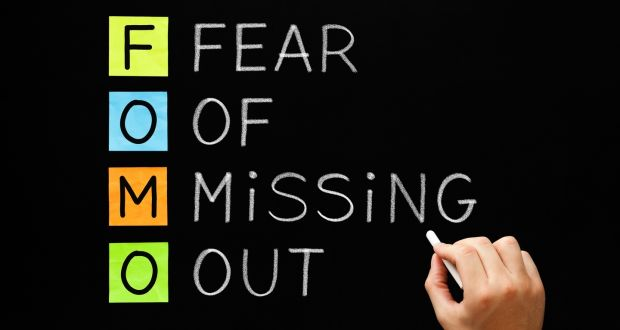 F FEAR
O OF
M MiSSiNG
O OUT